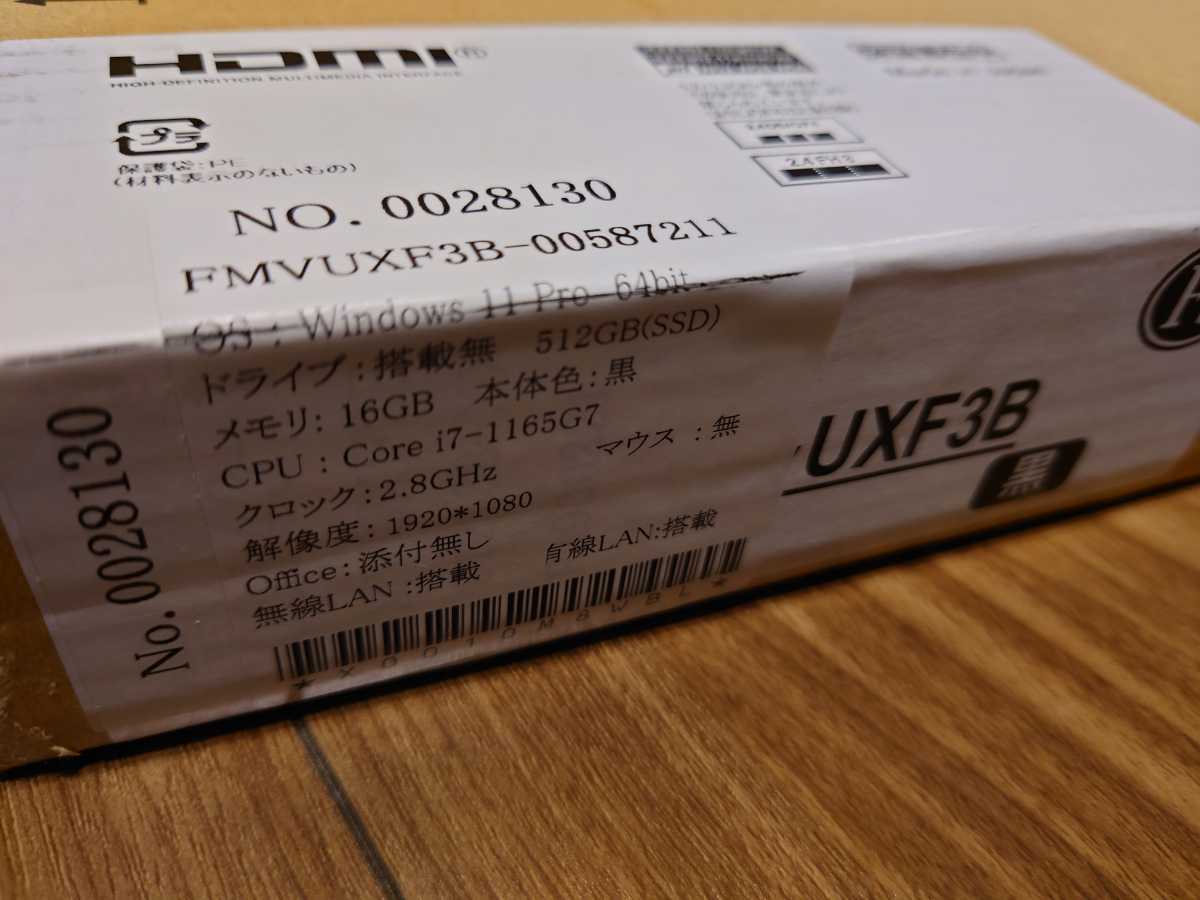 HDMI®
HIGH-DEFINITION MULTIMEDIA INTERFACE
プラ
保護袋:PE
(材料表示のないもの)
24FH3
NO. 0028130
FMVUXF3B-00587211
OS : Windows 11 Pro 64bit
ドライブ : 搭載無 512GB(SSD)
メモリ: 16GB 本体色: 黒
CPU : Core i7-1165G7
クロック : 2.8GHz マウス : 無
解像度 : 1920*1080
Office : 添付無し 有線LAN:搭載
無線LAN :搭載
*X001DM8WBL*
No. 0028130
UXF3B
黒